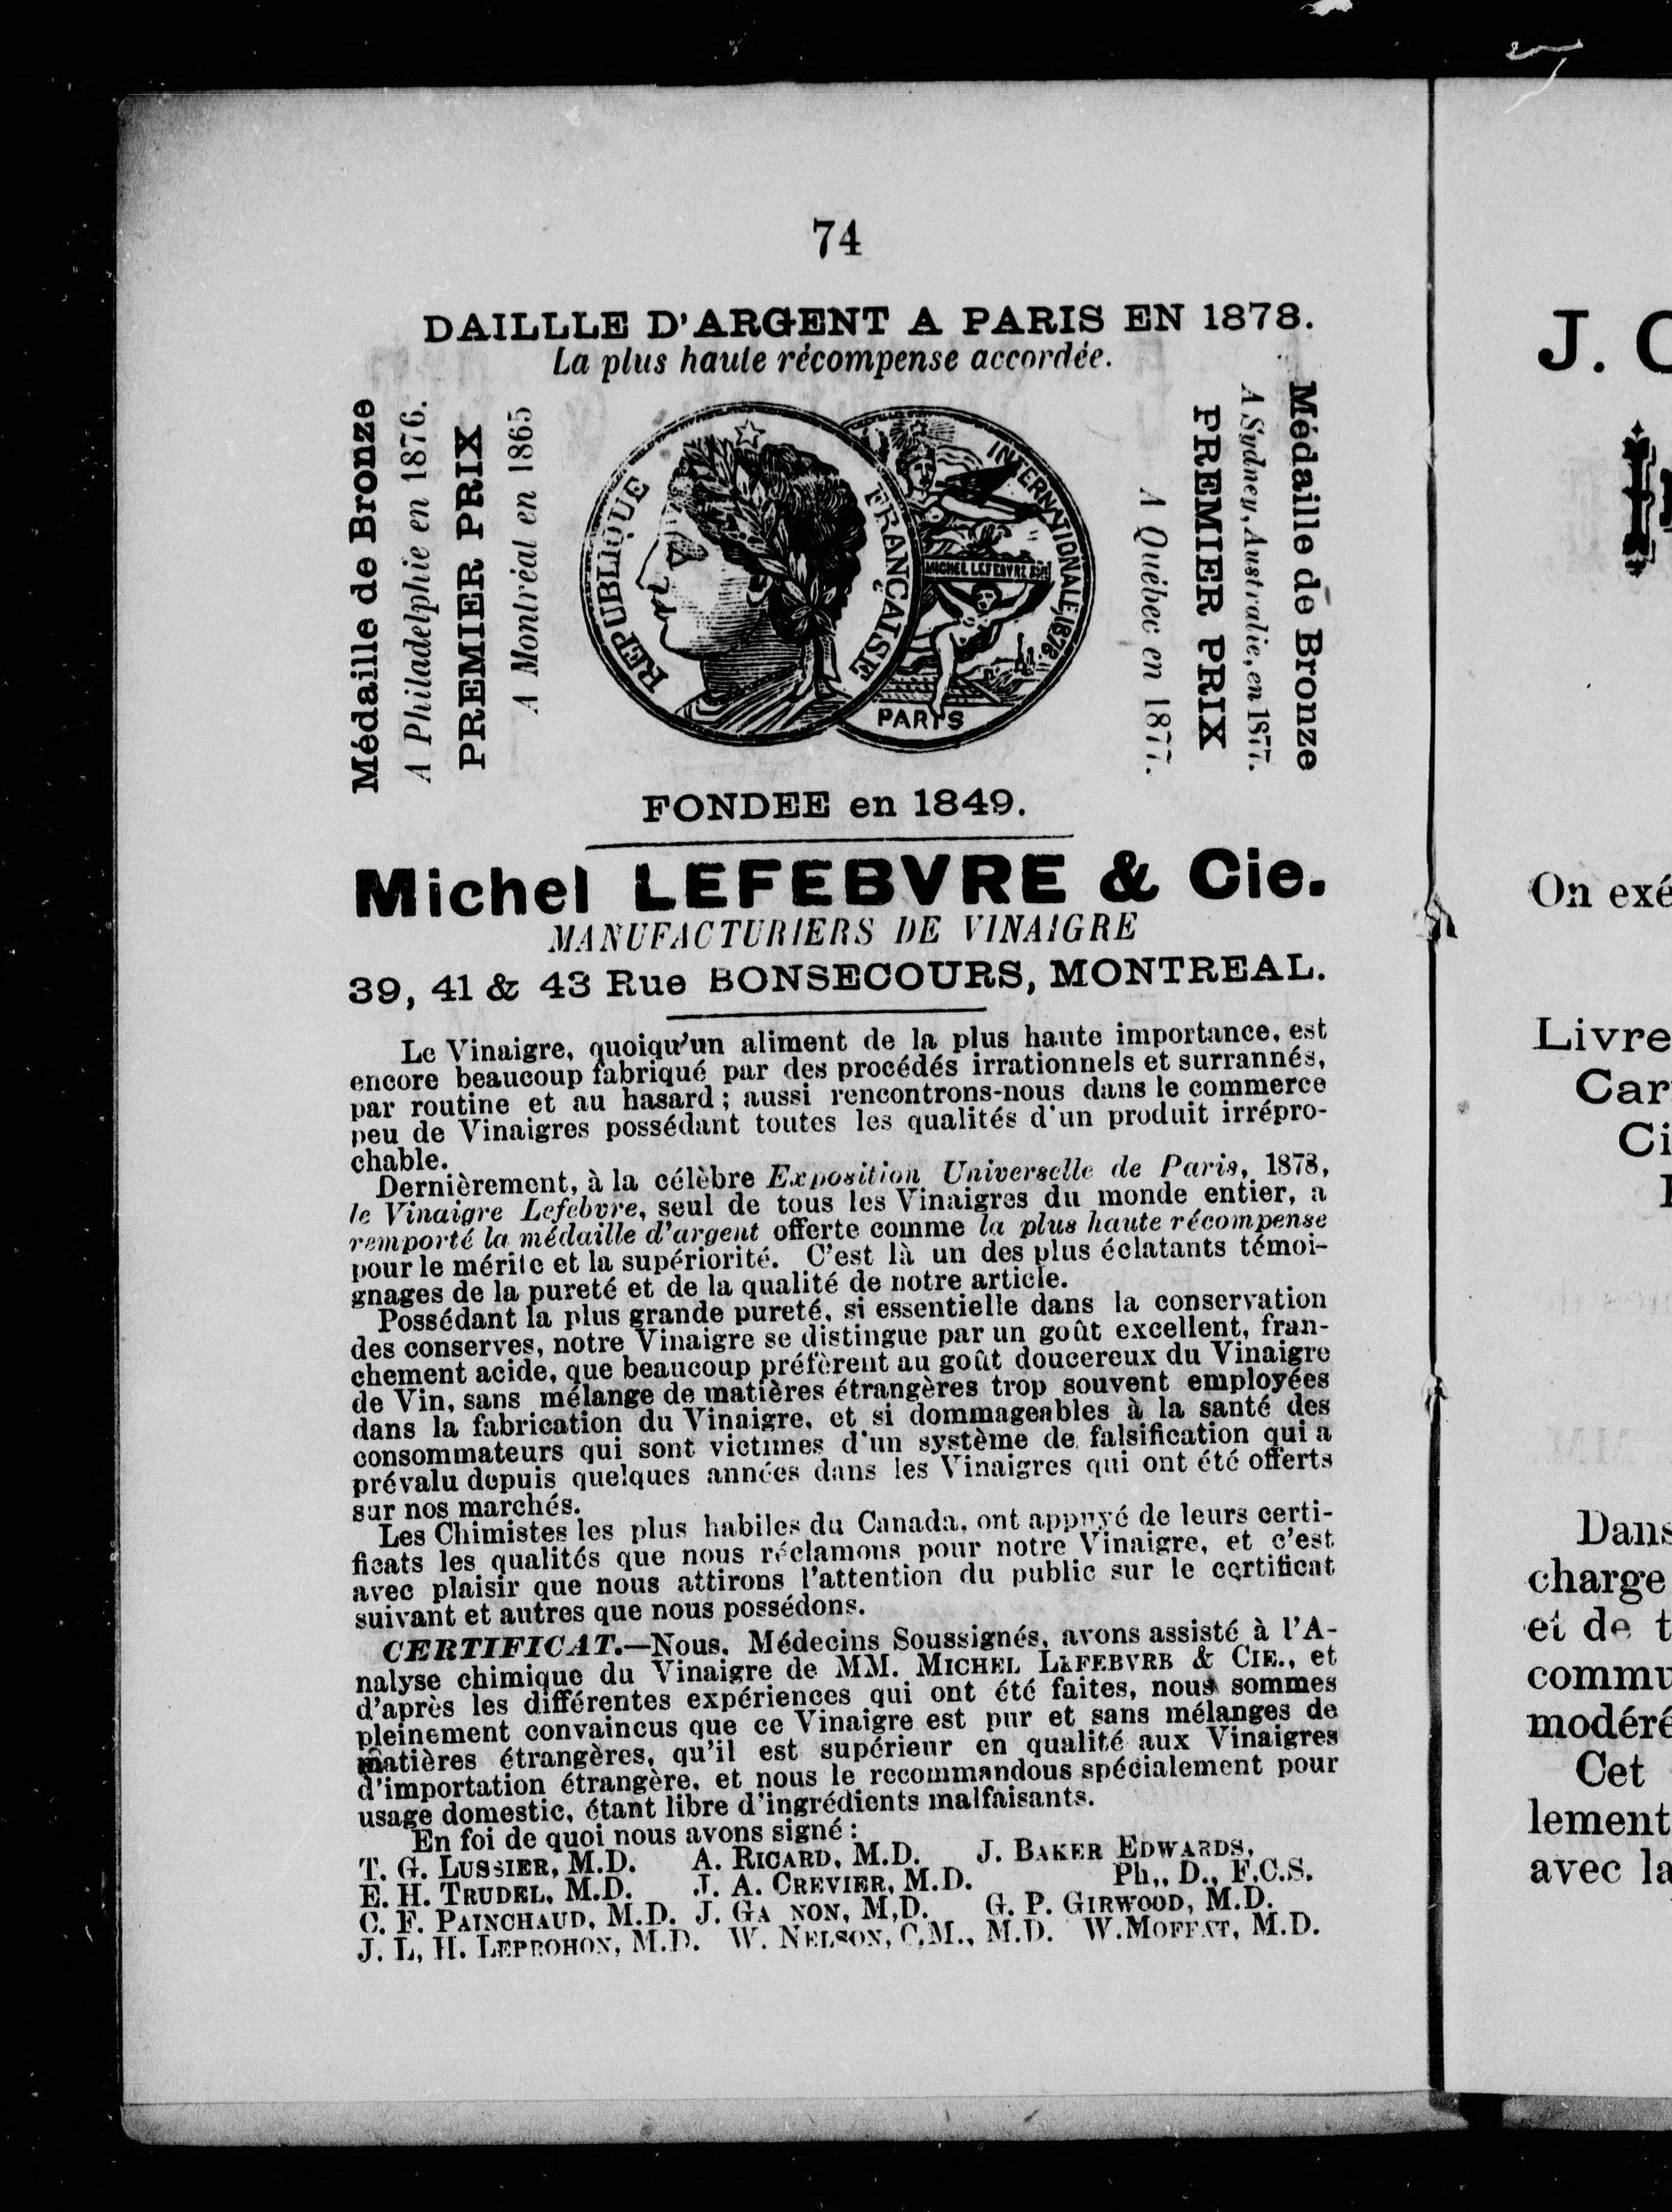 74
DAILLLE D'ARGENT A PARIS EN 1878.
La plus haute récompense accordée.
Médaille de Bronze
A Philadelphie en 1876.
PREMIER PRIX
A Montréal en 1865
REPUBLIQUE FRANÇAISE
INTERNATIONALE, 1878.
MICHEL LEFEBVRE
PARIS
A Québec en 1877.
PREMIER PRIX
A Sydney, Australie, en 1877.
Médaille de Bronze
FONDEE en 1849.
Michel LEFEBVRE & Cie.
MANUFACTURIERS DE VINAIGRE
39, 41 & 43 Rue BONSECOURS, MONTREAL.
Le Vinaigre, quoiqu'un aliment de la plus haute importance, est
encore beaucoup fabriqué par des procédés irrationnels et surrannés,
par routine et au hasard ; aussi rencontrons-nous dans le commerce
peu de Vinaigres possédant toutes les qualités d'un produit irrépro-
chable.
Dernièrement, à la célèbre Exposition Universelle de Paris, 1878,
le Vinaigre Lefebvre, seul de tous les Vinaigres du monde entier, a
remporté la médaille d'argent offerte comme la plus haute récompense
pour le mérite et la supériorité. C'est là un des plus éclatants témoi-
gnages de la pureté et de la qualité de notre article.
Possédant la plus grande pureté, si essentielle dans la conservation
des conserves, notre Vinaigre se distingue par un goût excellent, fran-
chement acide, que beaucoup préfèrent au goût doucereux du Vinaigre
de Vin, sans mélange de matières étrangères trop souvent employées
dans la fabrication du Vinaigre, et si dommageables à la santé des
consommateurs qui sont victimes d'un système de falsification qui a
prévalu depuis quelques années dans les Vinaigres qui ont été offerts
sur nos marchés.
Les Chimistes les plus habiles du Canada, ont appuyé de leurs certi-
ficats les qualités que nous réclamons pour notre Vinaigre, et c'est
avec plaisir que nous attirons l'attention du public sur le certificat
suivant et autres que nous possédons.
CERTIFICAT.—Nous, Médecins Soussignés, avons assisté à l'A-
nalyse chimique du Vinaigre de MM. MICHEL LEFEBVRE & CIE., et
d'après les différentes expériences qui ont été faites, nous sommes
pleinement convaincus que ce Vinaigre est pur et sans mélanges de
matières étrangères, qu'il est supérieur en qualité aux Vinaigres
d'importation étrangère, et nous le recommandous spécialement pour
usage domestic, étant libre d'ingrédients malfaisants.
En foi de quoi nous avons signé :
T. G. LUSSIER, M.D. A. RICARD, M.D. J. BAKER EDWARDS,
E. H. TRUDEL, M.D. J. A. CREVIER, M.D. Ph,. D., F.C.S.
C. F. PAINCHAUD, M.D. J. GA NON, M,D. G. P. GIRWOOD, M.D.
J. L, H. LEPROHON, M.D. W. NELSON, C.M., M.D. W. MOFFAT, M.D.
J.
On exé
Livre
Car
Ci
Dans
charge
et de t
commu
modéré
Cet
lement
avec la